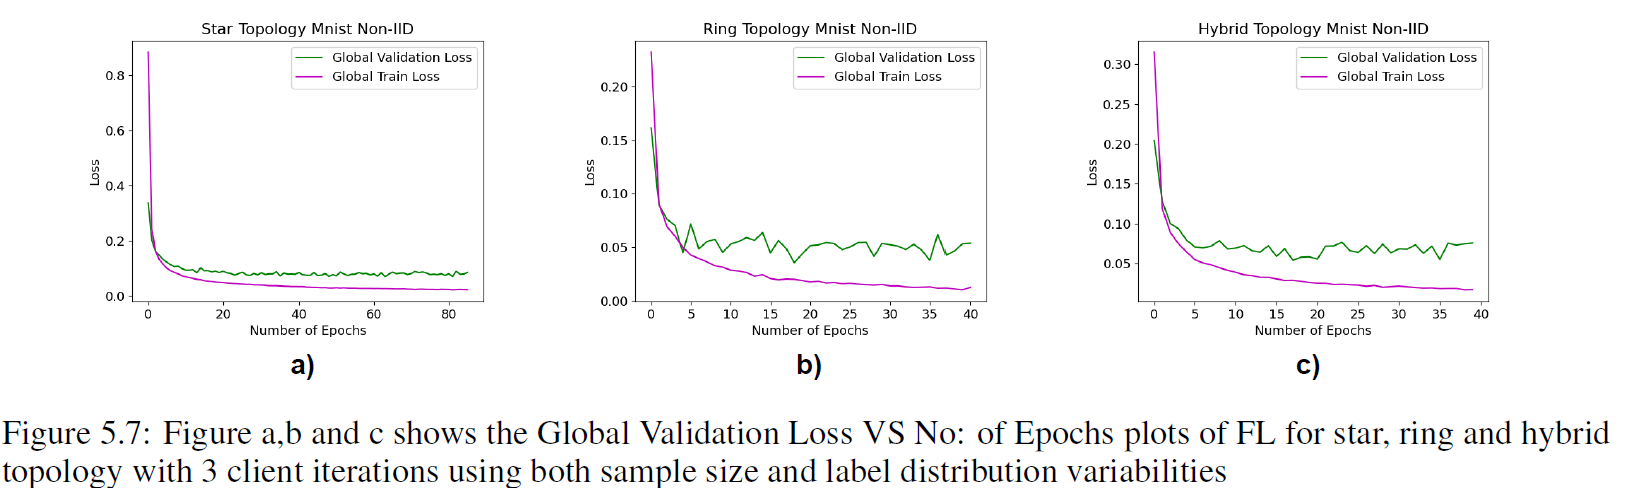 Star Topology Mnist Non-IID
Global Validation Loss
Global Train Loss
0.8
0.6
0.4
0.2
0.0
Loss
0 20 40 60 80
Number of Epochs
a)
Ring Topology Mnist Non-IID
Global Validation Loss
Global Train Loss
0.20
0.15
0.10
0.05
0.00
Loss
0 5 10 15 20 25 30 35 40
Number of Epochs
b)
Hybrid Topology Mnist Non-IID
Global Validation Loss
Global Train Loss
0.30
0.25
0.20
0.15
0.10
0.05
Loss
0 5 10 15 20 25 30 35 40
Number of Epochs
c)
Figure 5.7: Figure a,b and c shows the Global Validation Loss VS No: of Epochs plots of FL for star, ring and hybrid
topology with 3 client iterations using both sample size and label distribution variabilities